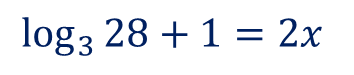 log₃ 28 + 1 = 2x